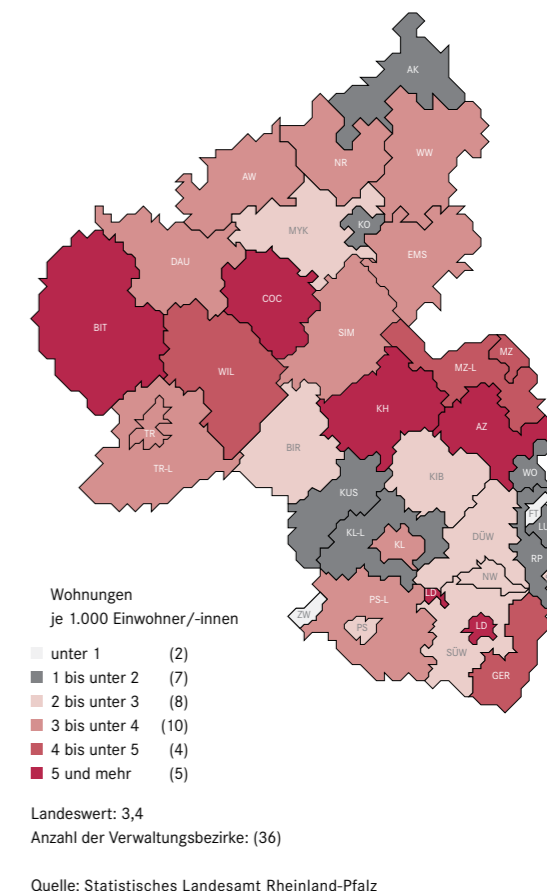 AK
NR
WW
AW
MYK
KO
DAU
EMS
COC
BIT
SIM
WIL
MZ
MZ-L
KH
AZ
TR
TR-L
BIR
KIB
KUS
WO
FT
LU
KL-L
KL
DÜW
RP
NW
ZW
PS-L
LD
PS
LD
SÜW
GER
Wohnungen
je 1.000 Einwohner/-innen
unter 1 (2)
1 bis unter 2 (7)
2 bis unter 3 (8)
3 bis unter 4 (10)
4 bis unter 5 (4)
5 und mehr (5)
Landeswert: 3,4
Anzahl der Verwaltungsbezirke: (36)
Quelle: Statistisches Landesamt Rheinland-Pfalz